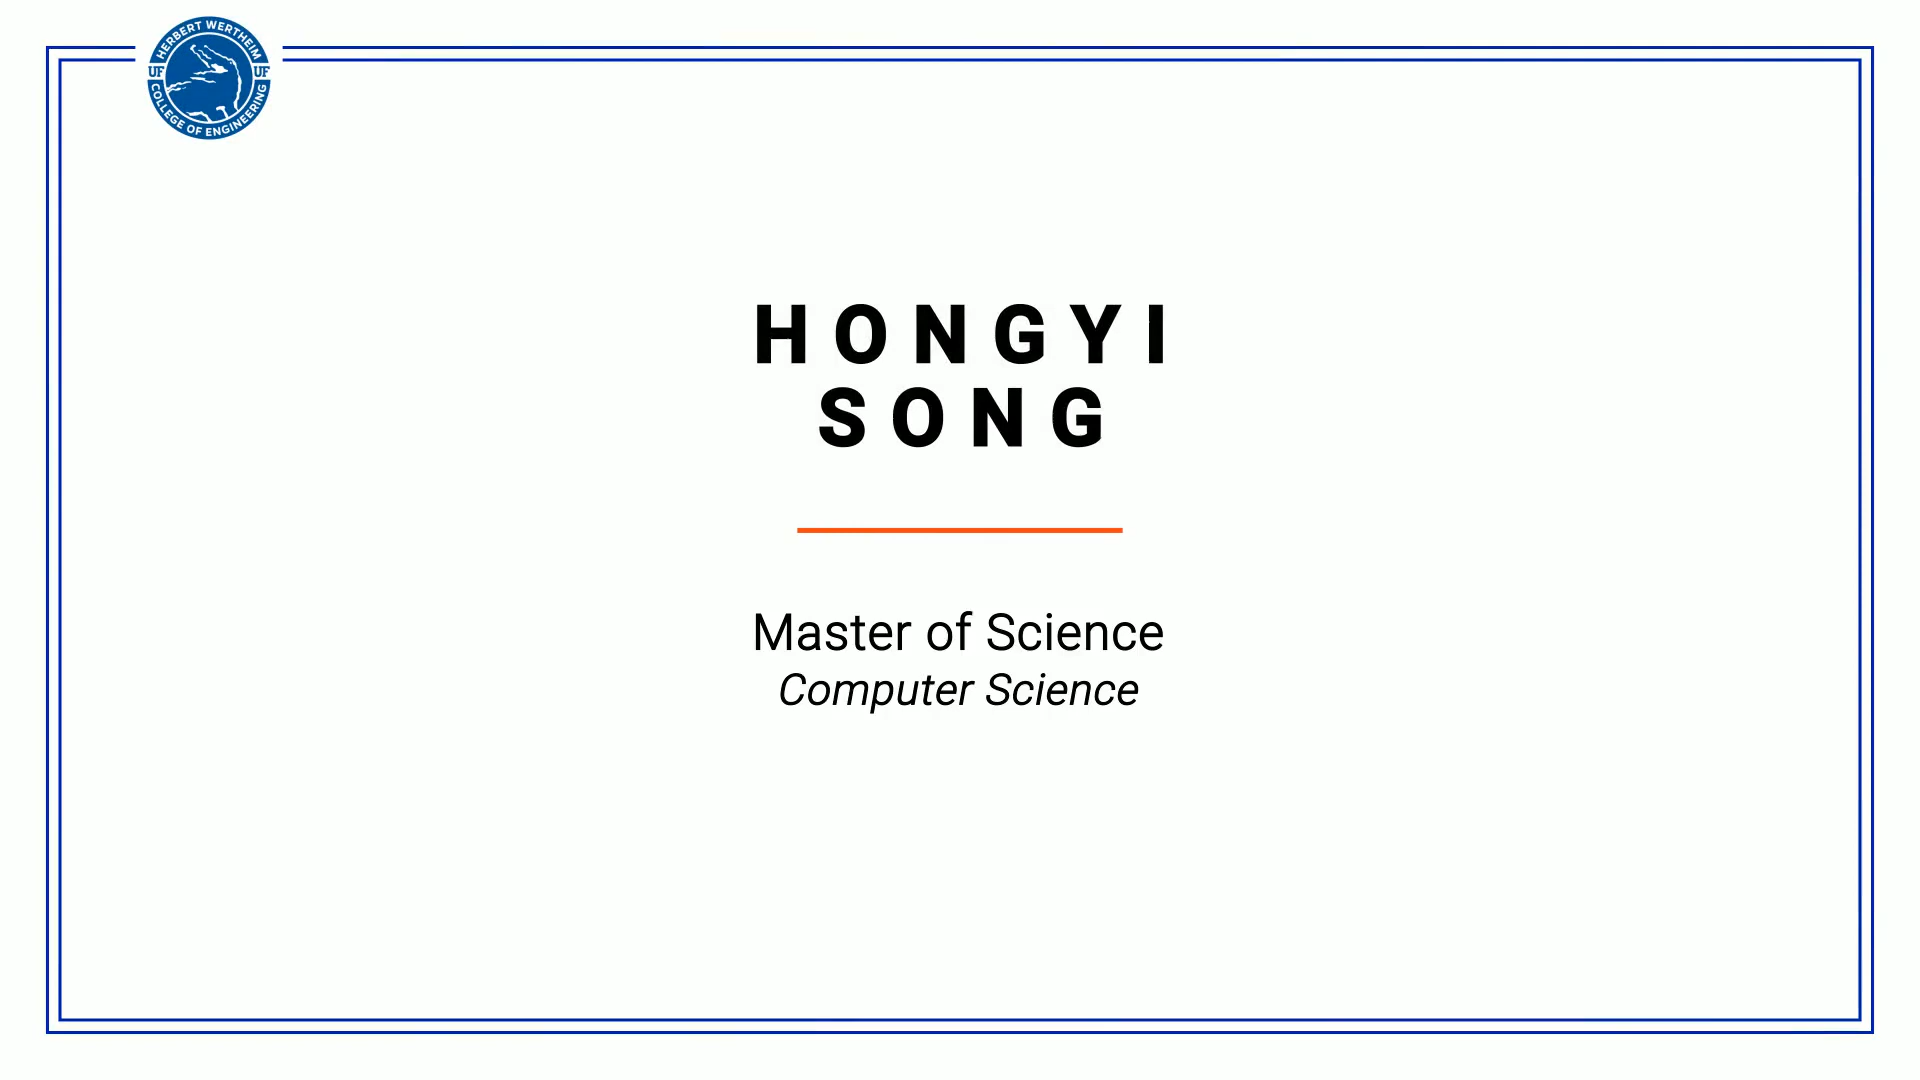 HERBERT WERTHEIM
UF UF
COLLEGE OF ENGINEERING
HONGYI
SONG
Master of Science
Computer Science